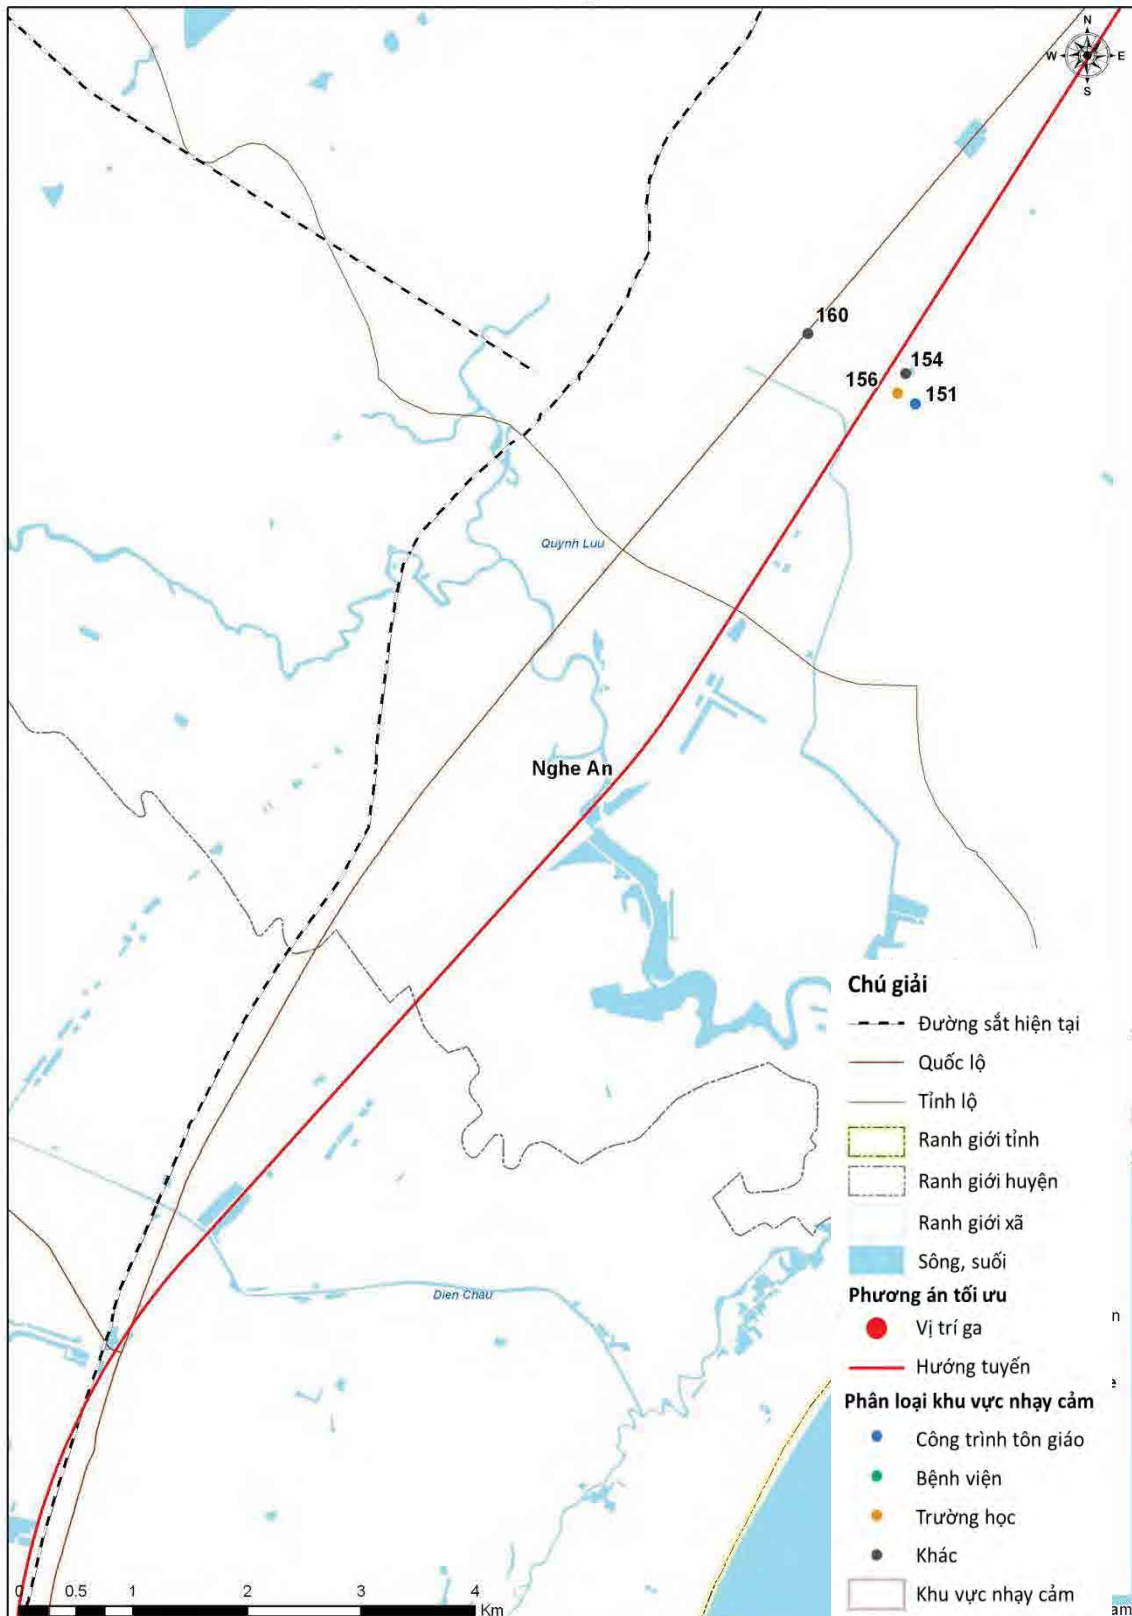 N
W E
S
160
154
156
151
Quỳnh Lưu
Nghe An
Chú giải
Đường sắt hiện tại
Quốc lộ
Tỉnh lộ
Ranh giới tỉnh
Ranh giới huyện
Ranh giới xã
Sông, suối
Dien Chau
Phương án tối ưu
n
Vị trí ga
Hướng tuyến
Phân loại khu vực nhạy cảm
Công trình tôn giáo
Bệnh viện
Trường học
Khác
Khu vực nhạy cảm
0 0.5 1 2 3 4
Km
am